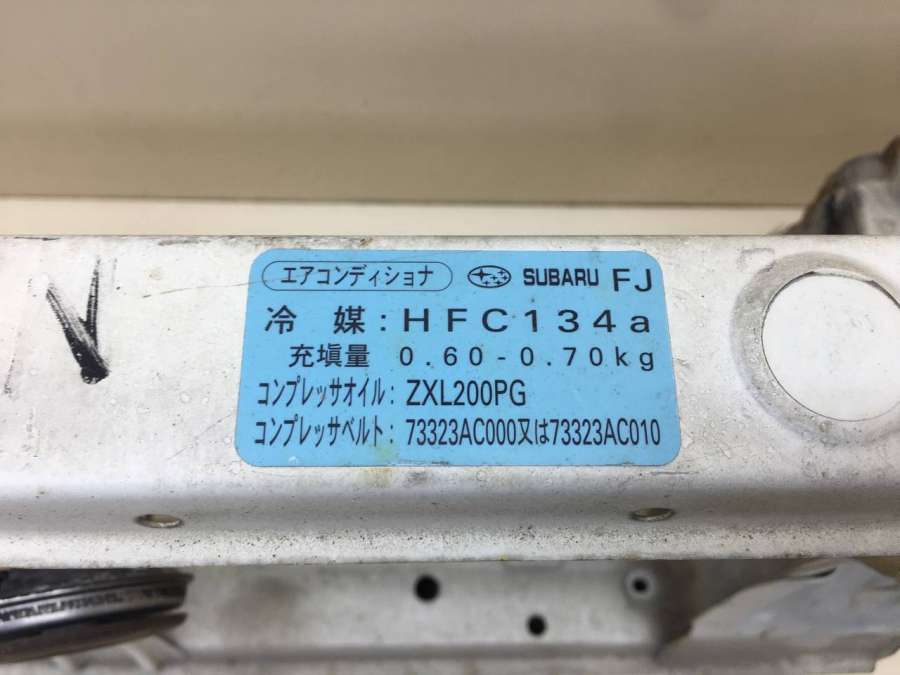 エアコンディショナ SUBARU FJ
冷 媒:HFC134a
充塡量 0.60-0.70kg
コンプレッサオイル: ZXL200PG
コンプレッサベルト: 73323AC000又は73323AC010
V